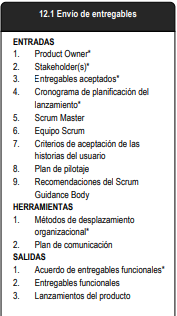 12.1 Envío de entregables
ENTRADAS
1. Product Owner*
2. Stakeholder(s)*
3. Entregables aceptados*
4. Cronograma de planificación del
lanzamiento*
5. Scrum Master
6. Equipo Scrum
7. Criterios de aceptación de las
historias del usuario
8. Plan de pilotaje
9. Recomendaciones del Scrum
Guidance Body
HERRAMIENTAS
1. Métodos de desplazamiento
organizacional*
2. Plan de comunicación
SALIDAS
1. Acuerdo de entregables funcionales*
2. Entregables funcionales
3. Lanzamientos del producto